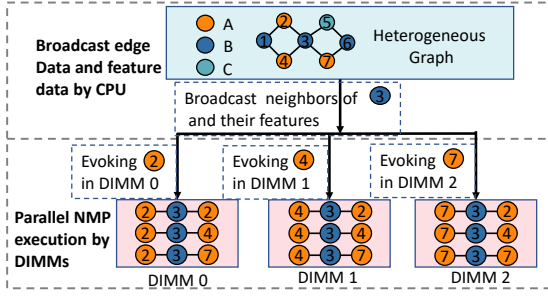 Broadcast edge
Data and feature
data by CPU
A
B
C
2
5
1
3
6
4
7
Heterogeneous
Graph
Broadcast neighbors of 3
and their features
Evoking 2
in DIMM 0
Evoking 4
in DIMM 1
Evoking 7
in DIMM 2
Parallel NMP
execution by
DIMMs
2 3 2
2 3 4
2 3 7
DIMM 0
4 3 2
4 3 4
4 3 7
DIMM 1
7 3 2
7 3 4
7 3 7
DIMM 2